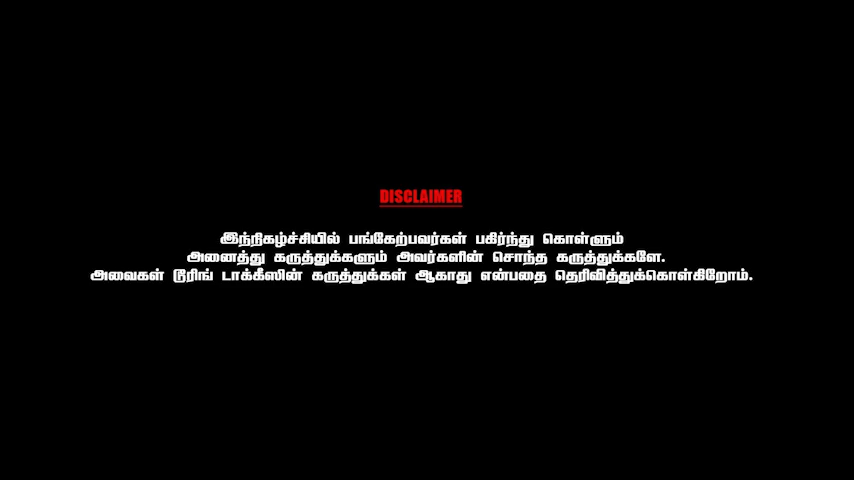 DISCLAIMER
இந்நிகழ்ச்சியில் பங்கேற்பவர்கள் பகிர்ந்து கொள்ளும்
அனைத்து கருத்துக்களும் அவர்களின் சொந்த கருத்துக்களே.
அவைகள் டூரிங் டாக்கீஸின் கருத்துக்கள் ஆகாது என்பதை தெரிவித்துக்கொள்கிறோம்.